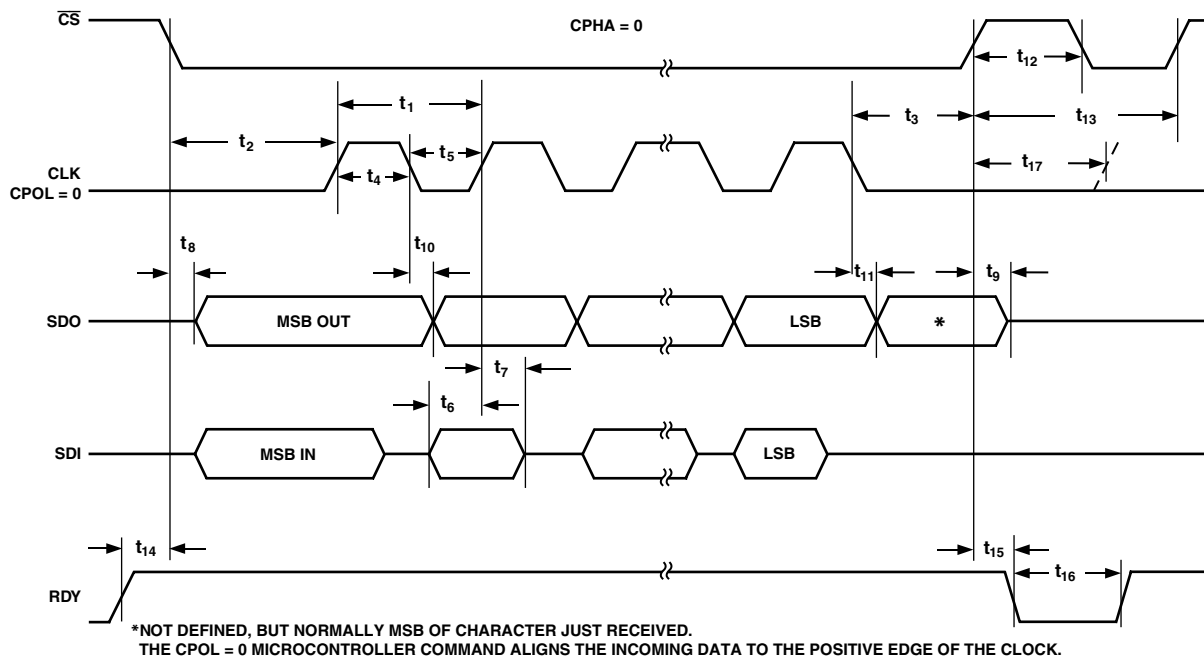 CS
CPHA = 0
t12
t1
t3
t13
t2
t5
t17
CLK
CPOL = 0
t4
t8
t10
t11
t9
SDO
MSB OUT
LSB
*
t7
t6
SDI
MSB IN
LSB
t14
t15
t16
RDY
*NOT DEFINED, BUT NORMALLY MSB OF CHARACTER JUST RECEIVED.
THE CPOL = 0 MICROCONTROLLER COMMAND ALIGNS THE INCOMING DATA TO THE POSITIVE EDGE OF THE CLOCK.